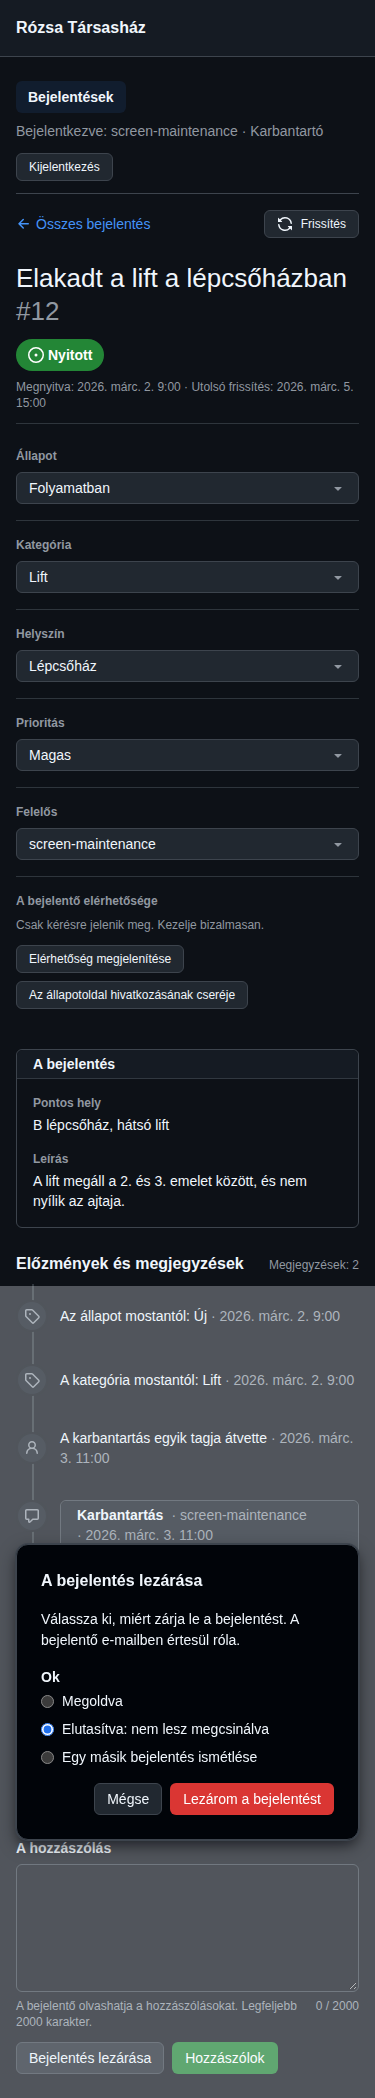 Rózsa Társasház
Bejelentések
Bejelentkezve: screen-maintenance · Karbantartó
Kijelentkezés
← Összes bejelentés
Frissítés
Elakadt a lift a lépcsőházban
#12
Nyitott
Megnyitva: 2026. márc. 2. 9:00 · Utolsó frissítés: 2026. márc. 5.
15:00
Állapot
Folyamatban
Kategória
Lift
Helyszín
Lépcsőház
Prioritás
Magas
Felelős
screen-maintenance
A bejelentő elérhetősége
Csak kérésre jelenik meg. Kezelje bizalmasan.
Elérhetőség megjelenítése
Az állapotoldal hivatkozásának cseréje
A bejelentés
Pontos hely
B lépcsőház, hátsó lift
Leírás
A lift megáll a 2. és 3. emelet között, és nem
nyílik az ajtaja.
Előzmények és megjegyzések
Megjegyzések: 2
Az állapot mostantól: Új · 2026. márc. 2. 9:00
A kategória mostantól: Lift · 2026. márc. 2. 9:00
A karbantartás egyik tagja átvette · 2026. márc.
3. 11:00
Karbantartás · screen-maintenance
· 2026. márc. 3. 11:00
A bejelentés lezárása
Válassza ki, miért zárja le a bejelentést. A
bejelentő e-mailben értesül róla.
Ok
Megoldva
Elutasítva: nem lesz megcsinálva
Egy másik bejelentés ismétlése
Mégse
Lezárom a bejelentést
A hozzászólás
A bejelentő olvashatja a hozzászólásokat. Legfeljebb
2000 karakter.
0 / 2000
Bejelentés lezárása
Hozzászólok